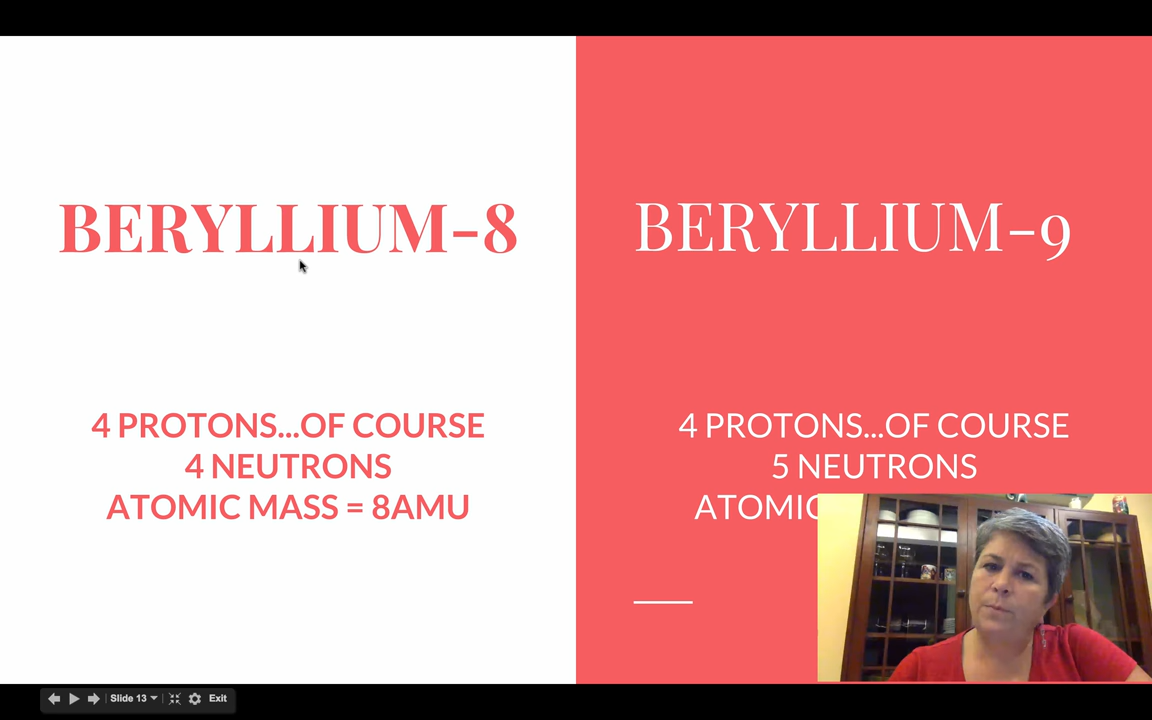 BERYLLIUM-8
4 PROTONS...OF COURSE
4 NEUTRONS
ATOMIC MASS = 8AMU
BERYLLIUM-9
4 PROTONS...OF COURSE
5 NEUTRONS
ATOMIC
Slide 13
Exit